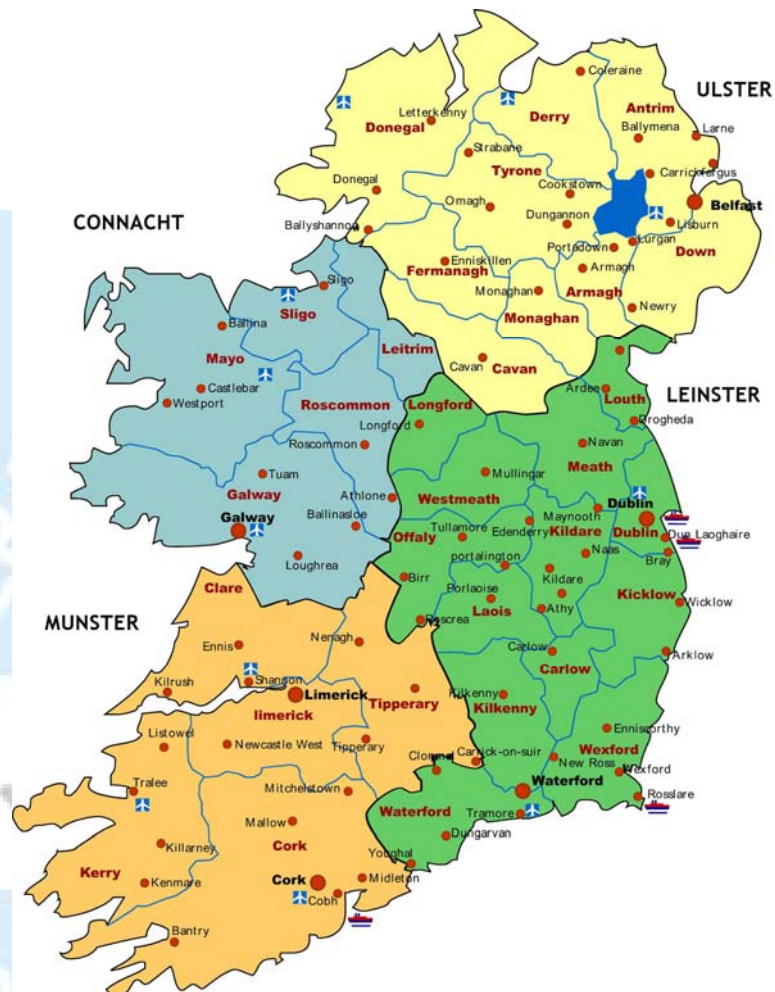 Coleraine
ULSTER
Derry
Antrim
Letterkenny
Donegal
Ballymena
Larne
Strabane
Tyrone
Carrickfergus
Donegal
Cookstown
Omagh
Belfast
CONNACHT
Dungannon
Lisburn
Ballyshannon
Portadown
Lurgan
Down
Enniskillen
Fermanagh
Armagh
Sligo
Monaghan
Armagh
Newry
Sligo
Monaghan
Ballina
Leitrim
Mayo
Cavan
Cavan
Castlebar
Ardee
LEINSTER
Westport
Roscommon
Longford
Louth
Longford
Drogheda
Roscommon
Navan
Meath
Tuam
Mullingar
Galway
Athlone
Westmeath
Dublin
Galway
Ballinasloe
Maynooth
Offaly
Tullamore
Edenderry
Kildare
Dublin
Dun Laoghaire
Loughrea
portalington
Naas
Bray
Clare
Birr
Kildare
Porlaoise
Kicklow
Wicklow
Laois
Athy
MUNSTER
Roscrea
Ennis
Nenagh
Carlow
Arklow
Carlow
Kilrush
Shannon
Limerick
Tipperary
Kilkenny
Kilkenny
limerick
Listowel
Newcastle West
Tipperary
Enniscorthy
Clonmel
Carrick-on-suir
New Ross
Wexford
Wexford
Tralee
Mitchelstown
Waterford
Rosslare
Waterford
Tramore
Mallow
Dungarvan
Killarney
Cork
Youghal
Kerry
Kenmare
Cork
Midleton
Cobh
Bantry